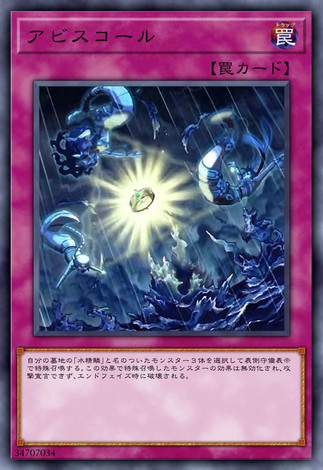 アビスコール
トラップ
罠
【罠カード】
自分の墓地の「水精鱗」と名のついたモンスター３体を選択して表側守備表示
で特殊召喚する。この効果で特殊召喚したモンスターの効果は無効化され、攻
撃宣言できず、エンドフェイズ時に破壊される。
34707034